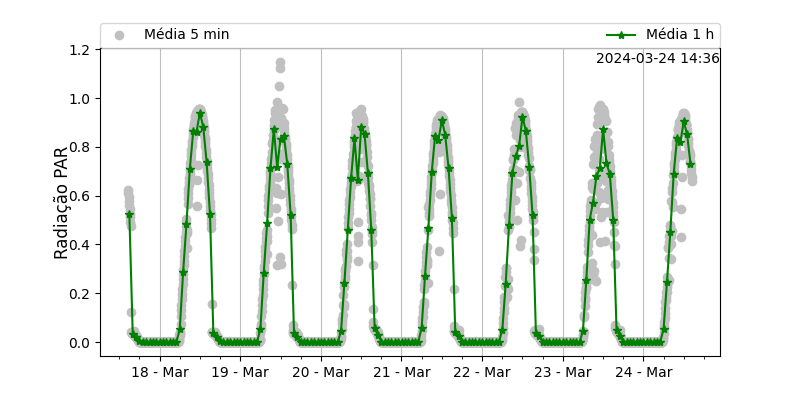 Média 5 min
Média 1 h
2024-03-24 14:36
Radiação PAR
1.2
1.0
0.8
0.6
0.4
0.2
0.0
18 - Mar
19 - Mar
20 - Mar
21 - Mar
22 - Mar
23 - Mar
24 - Mar